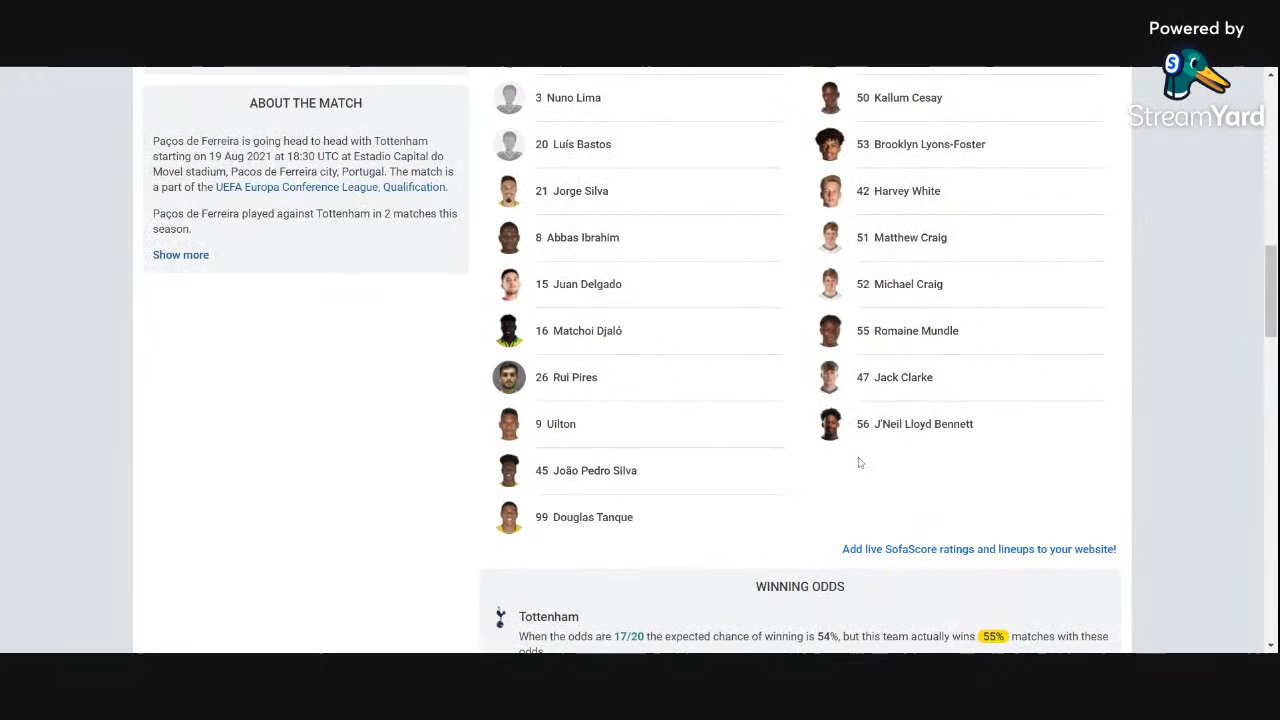 Powered by
StreamYard
ABOUT THE MATCH
Paços de Ferreira is going head to head with Tottenham
starting on 19 Aug 2021 at 18:30 UTC at Estadio Capital do
Movel stadium, Pacos de Ferreira city, Portugal. The match is
a part of the UEFA Europa Conference League, Qualification.
Paços de Ferreira played against Tottenham in 2 matches this
season.
Show more
3 Nuno Lima
20 Luís Bastos
21 Jorge Silva
8 Abbas Ibrahim
15 Juan Delgado
16 Matchoi Djaló
26 Rui Pires
9 Uilton
45 João Pedro Silva
99 Douglas Tanque
50 Kallum Cesay
53 Brooklyn Lyons-Foster
42 Harvey White
51 Matthew Craig
52 Michael Craig
55 Romaine Mundle
47 Jack Clarke
56 J'Neil Lloyd Bennett
Add live SofaScore ratings and lineups to your website!
WINNING ODDS
Tottenham
When the odds are 17/20 the expected chance of winning is 54%, but this team actually wins 55% matches with these
odds